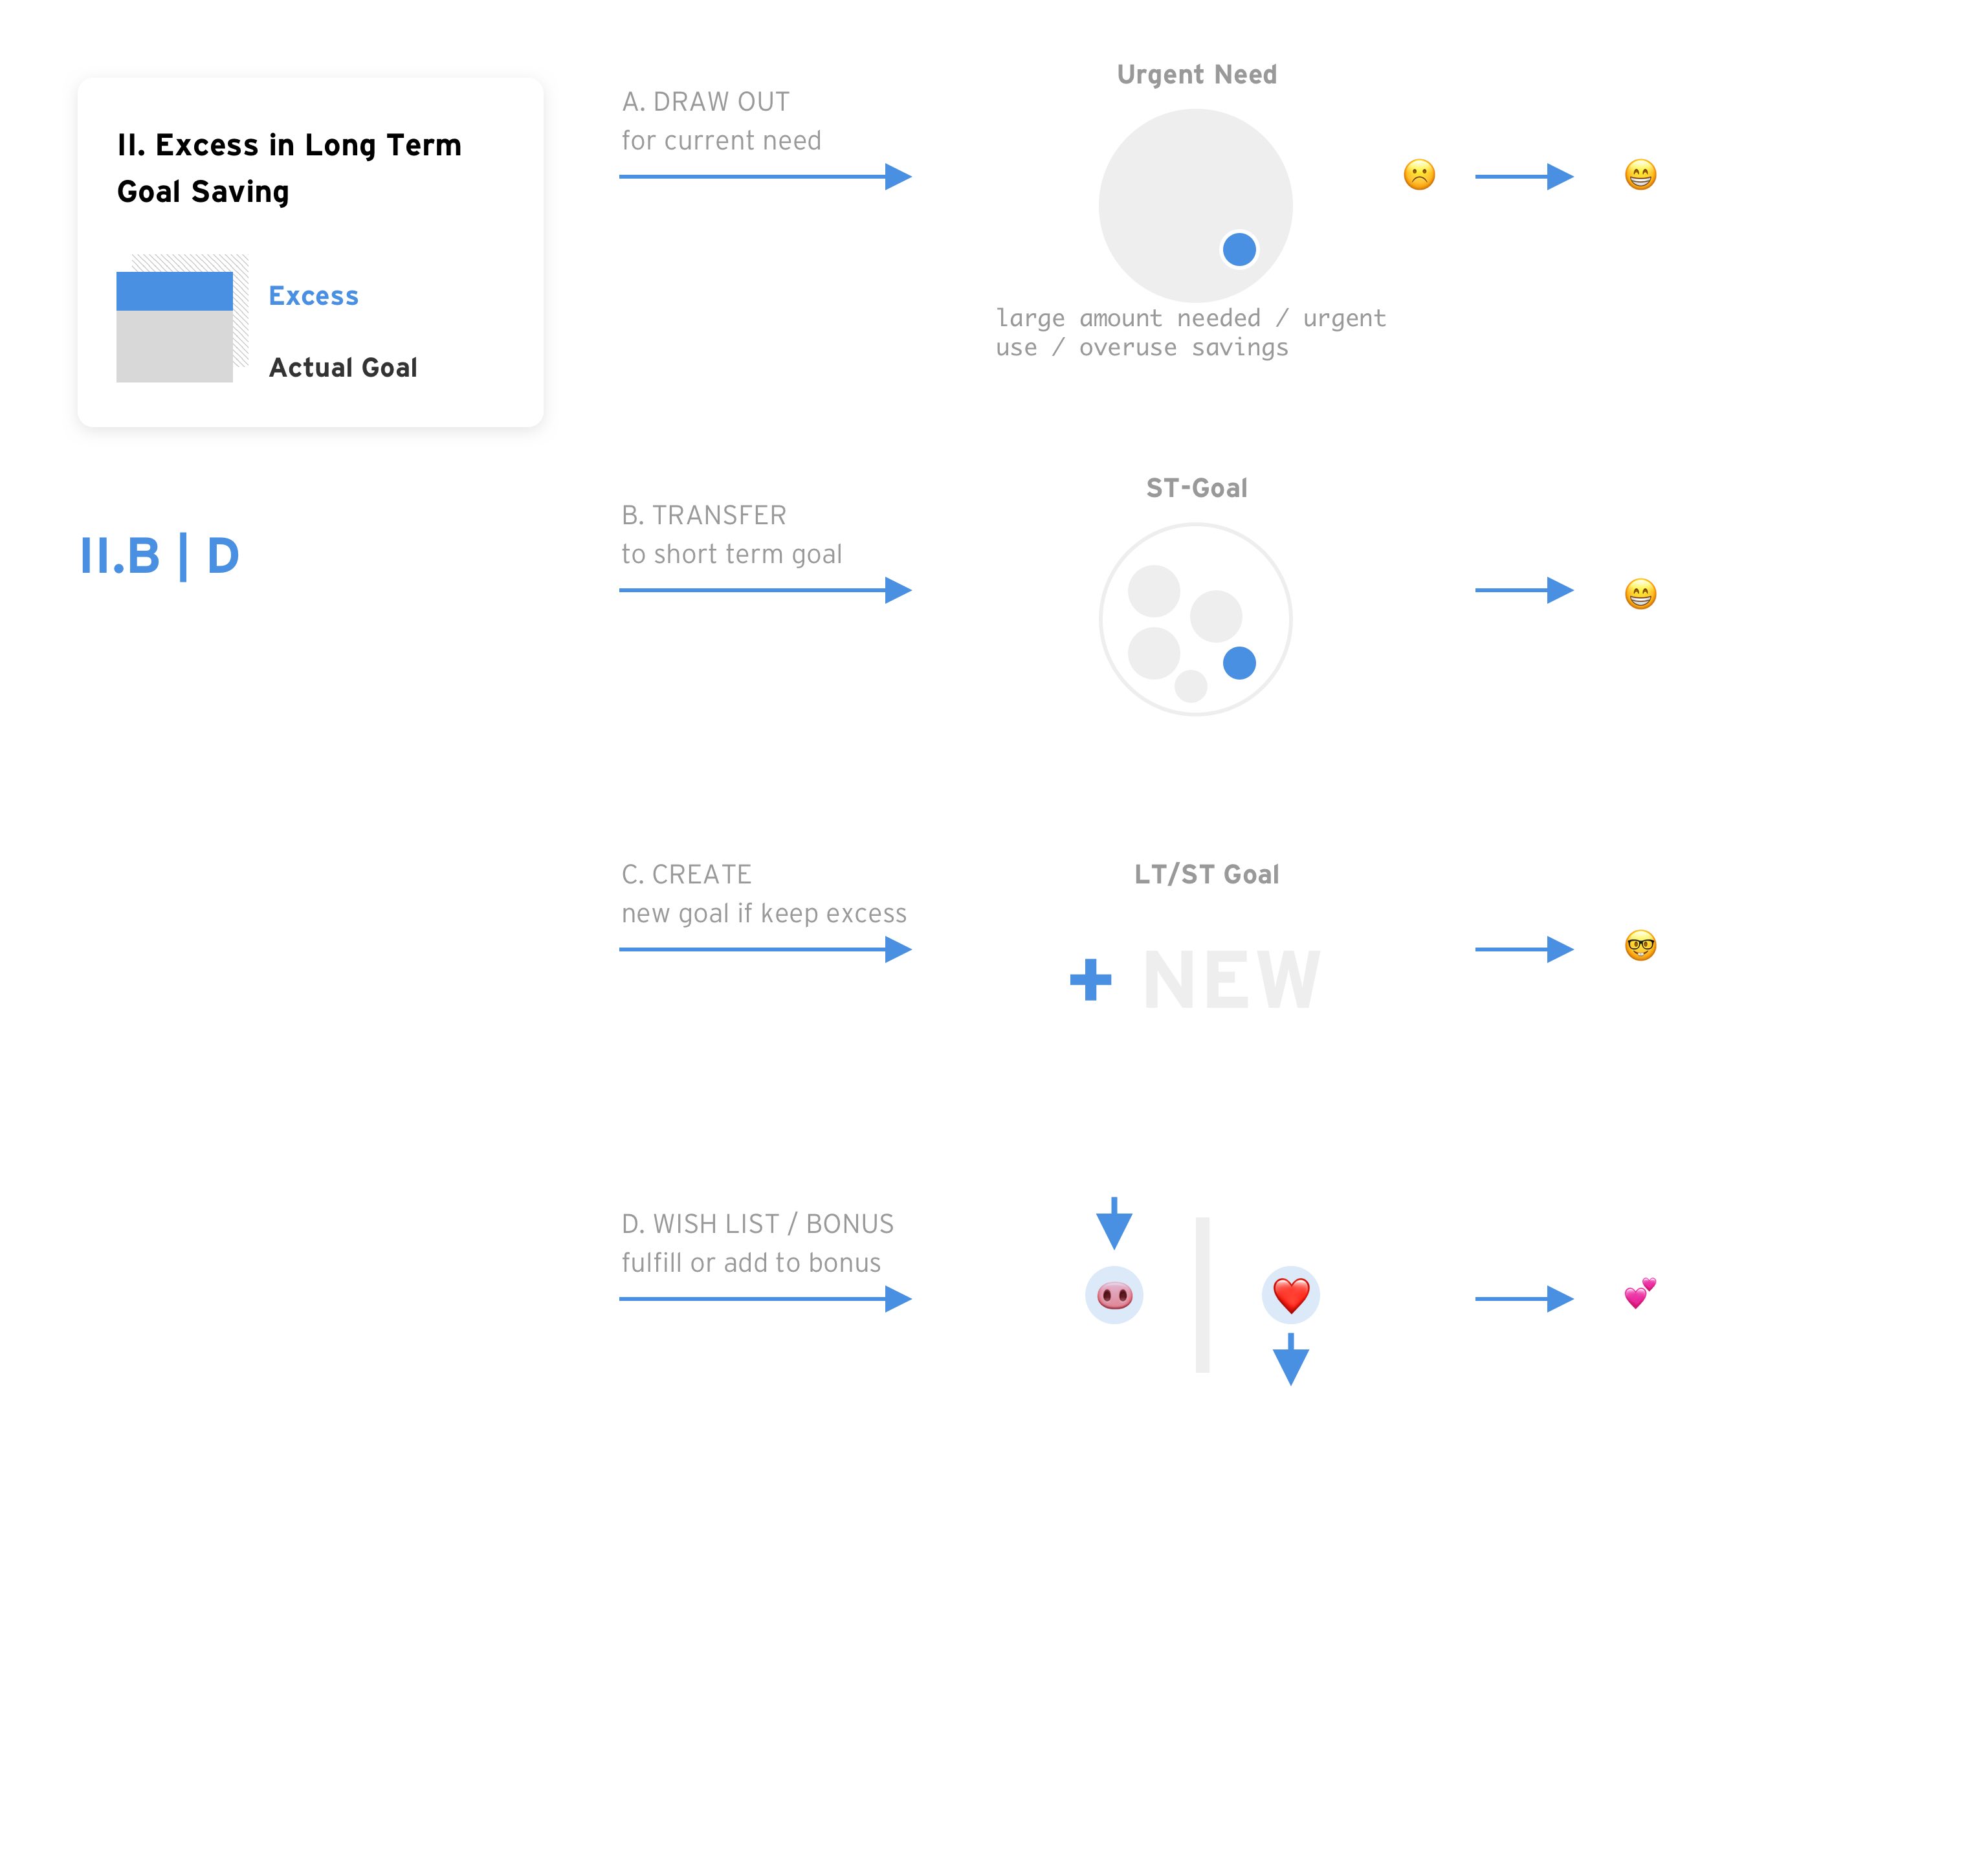 II. Excess in Long Term
Goal Saving
Excess
Actual Goal
II.B | D
A. DRAW OUT
for current need
Urgent Need
large amount needed / urgent
use / overuse savings
B. TRANSFER
to short term goal
ST-Goal
C. CREATE
new goal if keep excess
LT/ST Goal
+ NEW
D. WISH LIST / BONUS
fulfill or add to bonus